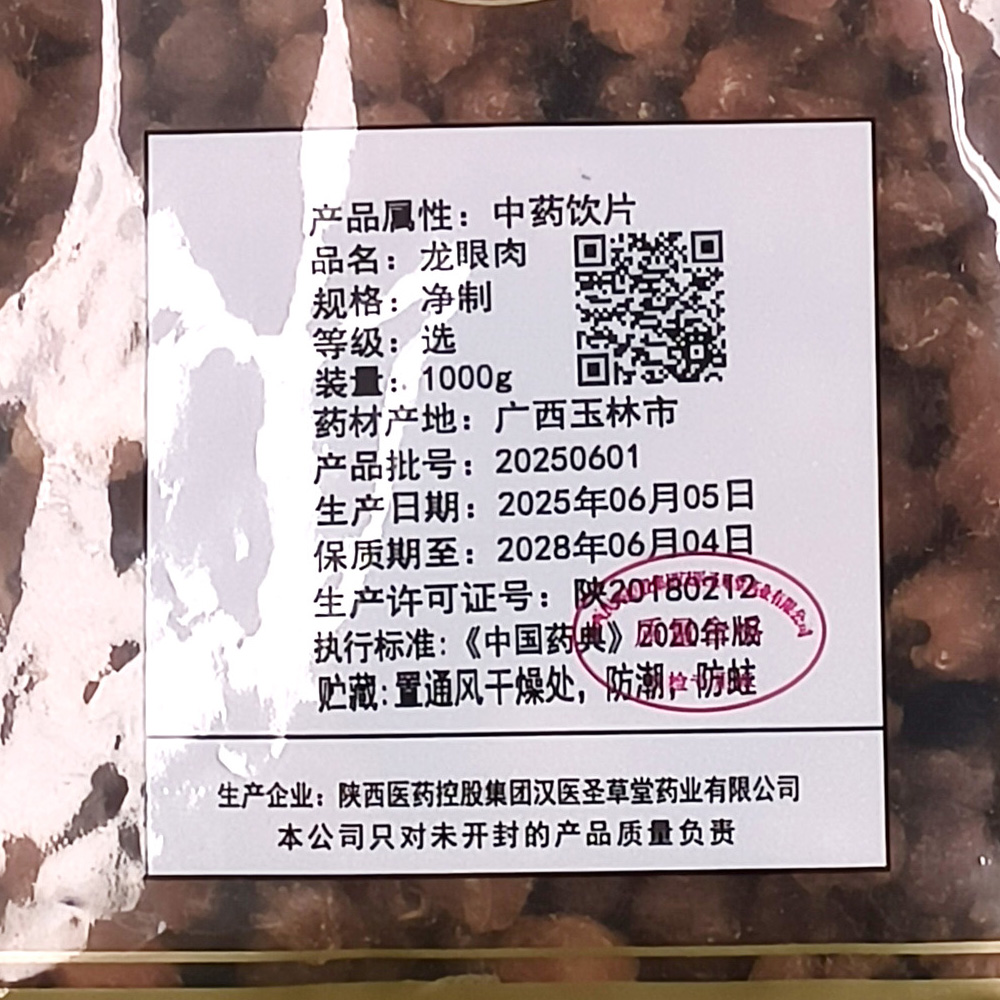 产品属性：中药饮片
品名：龙眼肉
规格：净制
等级：选
装量：1000g
药材产地：广西玉林市
产品批号：20250601
生产日期：2025年06月05日
保质期至：2028年06月04日
生产许可证号：陕20180212
执行标准：《中国药典》2020年版
贮藏：置通风干燥处，防潮，防蛀
生产企业：陕西医药控股集团汉医圣草堂药业有限公司
本公司只对未开封的产品质量负责